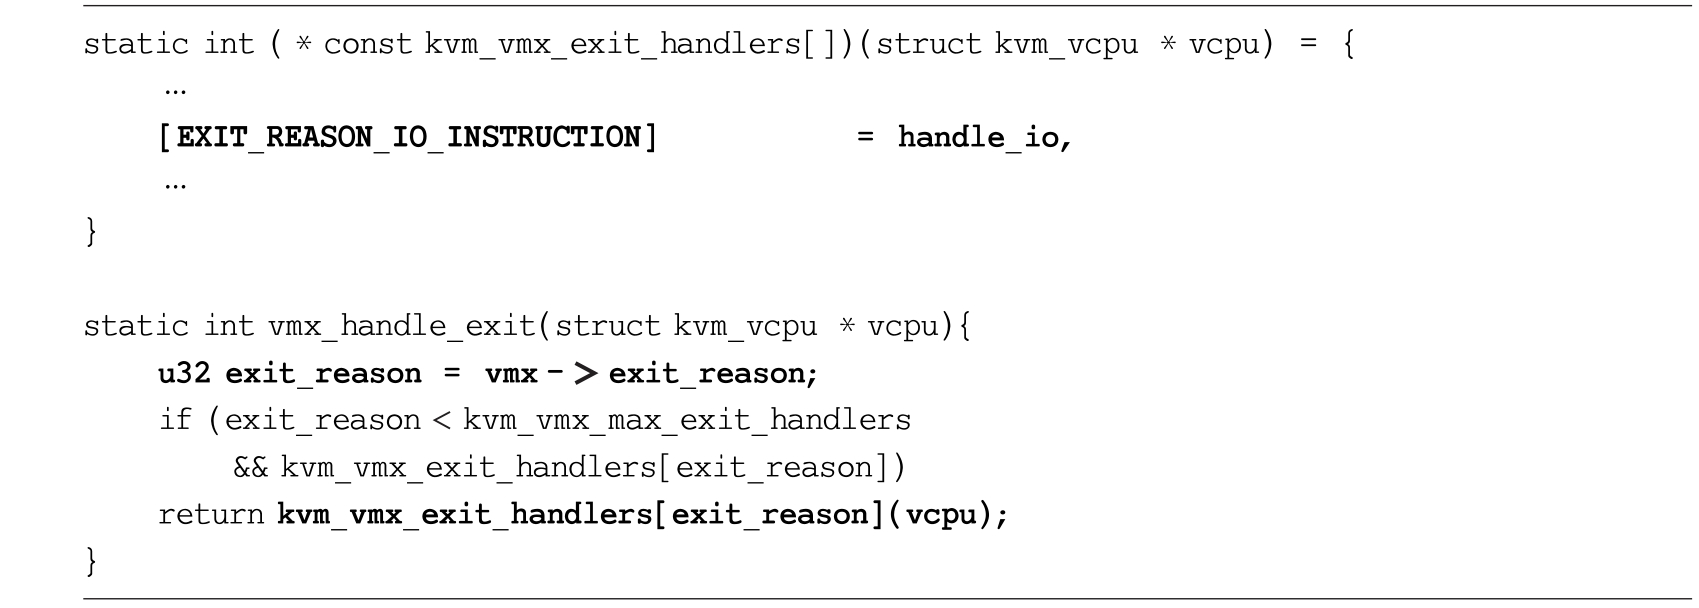 static int ( * const kvm_vmx_exit_handlers[ ])(struct kvm_vcpu * vcpu) = {
…
[EXIT_REASON_IO_INSTRUCTION] = handle_io,
…
}
static int vmx_handle_exit(struct kvm_vcpu * vcpu){
u32 exit_reason = vmx - > exit_reason;
if (exit_reason < kvm_vmx_max_exit_handlers
&& kvm_vmx_exit_handlers[exit_reason])
return kvm_vmx_exit_handlers[exit_reason](vcpu);
}